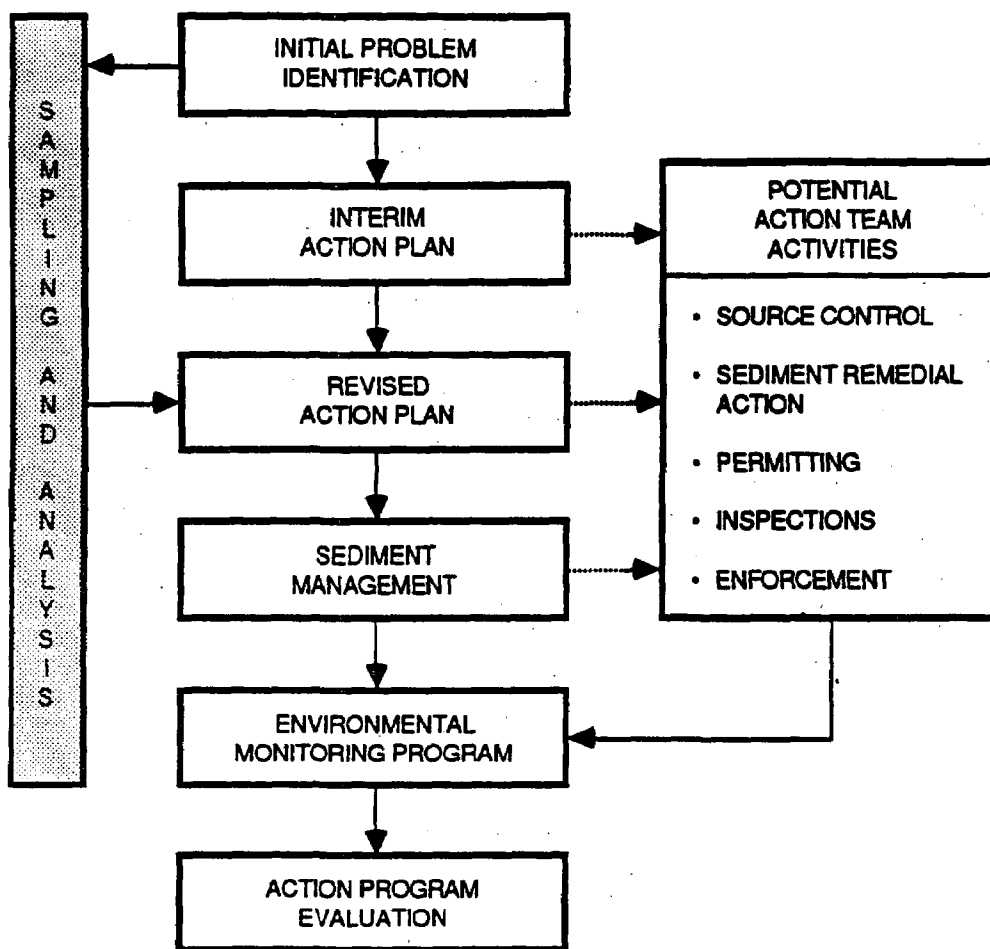 INITIAL PROBLEM
IDENTIFICATION
SAMPLING AND ANALYSIS
INTERIM
ACTION PLAN
POTENTIAL
ACTION TEAM
ACTIVITIES
• SOURCE CONTROL
• SEDIMENT REMEDIAL
ACTION
• PERMITTING
• INSPECTIONS
• ENFORCEMENT
REVISED
ACTION PLAN
SEDIMENT
MANAGEMENT
ENVIRONMENTAL
MONITORING PROGRAM
ACTION PROGRAM
EVALUATION